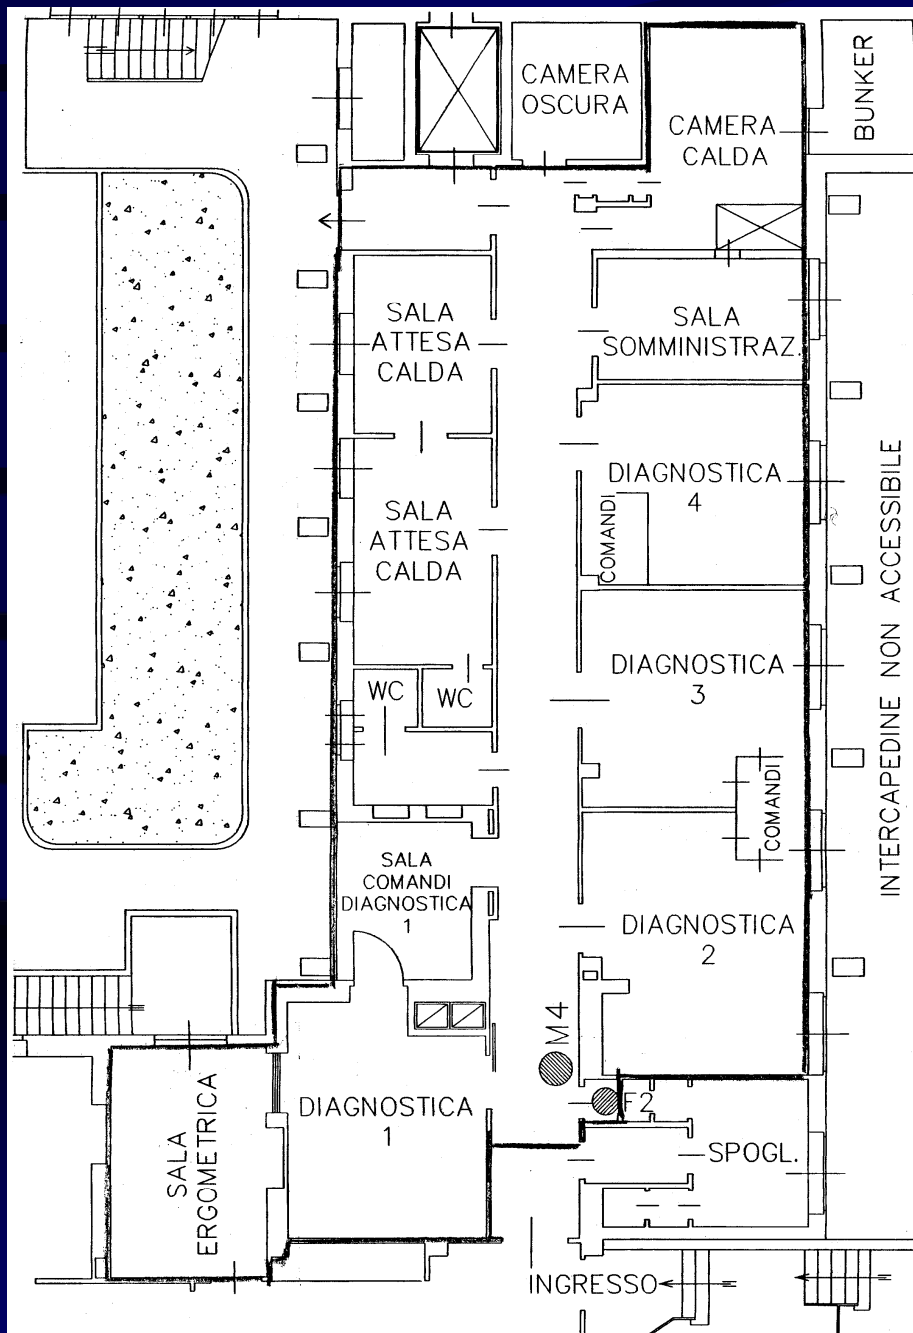 CAMERA
OSCURA
CAMERA
CALDA
BUNKER
SALA
ATTESA
CALDA
SALA
SOMMINISTRAZ.
DIAGNOSTICA
4
COMANDI
SALA
ATTESA
CALDA
INTERCAPEDINE NON ACCESSIBILE
DIAGNOSTICA
3
WC
WC
COMANDI
SALA
COMANDI
DIAGNOSTICA
1
DIAGNOSTICA
2
M4
F2
DIAGNOSTICA
1
SALA
ERGOMETRICA
SPOGL.
INGRESSO